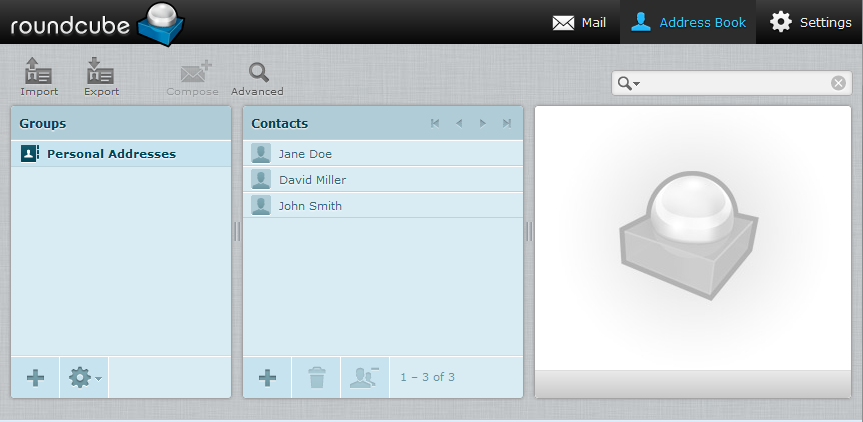 roundcube
Mail
Address Book
Settings
Import
Export
Compose
Advanced
Groups
Contacts
Personal Addresses
Jane Doe
David Miller
John Smith
1 – 3 of 3